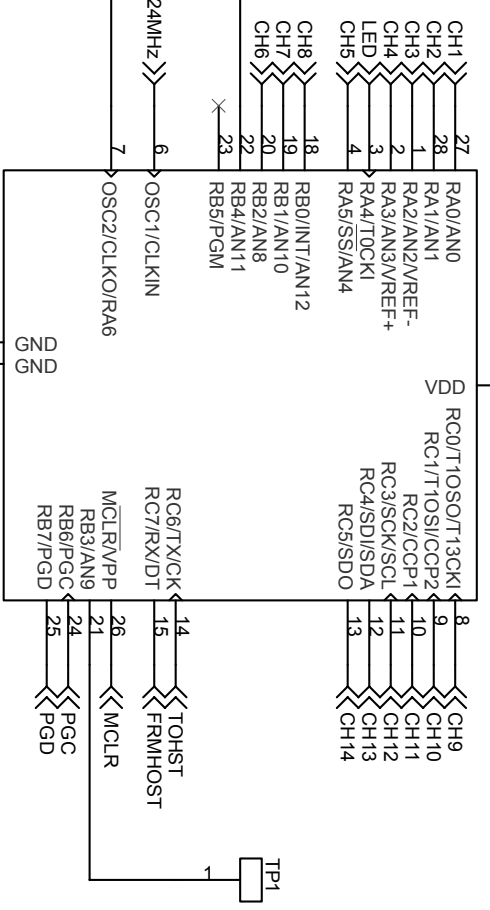 CH1
CH2
CH3
CH4
LED
CH5
CH8
CH7
CH6
24MHz
27
28
1
2
3
4
18
19
20
22
23
6
7
RA0/AN0
RA1/AN1
RA2/AN2/VREF-
RA3/AN3/VREF+
RA4/T0CKI
RA5/SS/AN4
RB0/INT/AN12
RB1/AN10
RB2/AN8
RB4/AN11
RB5/PGM
OSC1/CLKIN
OSC2/CLKO/RA6
GND
GND
VDD
RC0/T1OSO/T13CKI
RC1/T1OSI/CCP2
RC2/CCP1
RC3/SCK/SCL
RC4/SDI/SDA
RC5/SDO
RC6/TX/CK
RC7/RX/DT
MCLR/VPP
RB3/AN9
RB6/PGC
RB7/PGD
8
9
10
11
12
13
14
15
26
21
24
25
CH9
CH10
CH11
CH12
CH13
CH14
TOHST
FRMHOST
MCLR
PGC
PGD
1
TP1